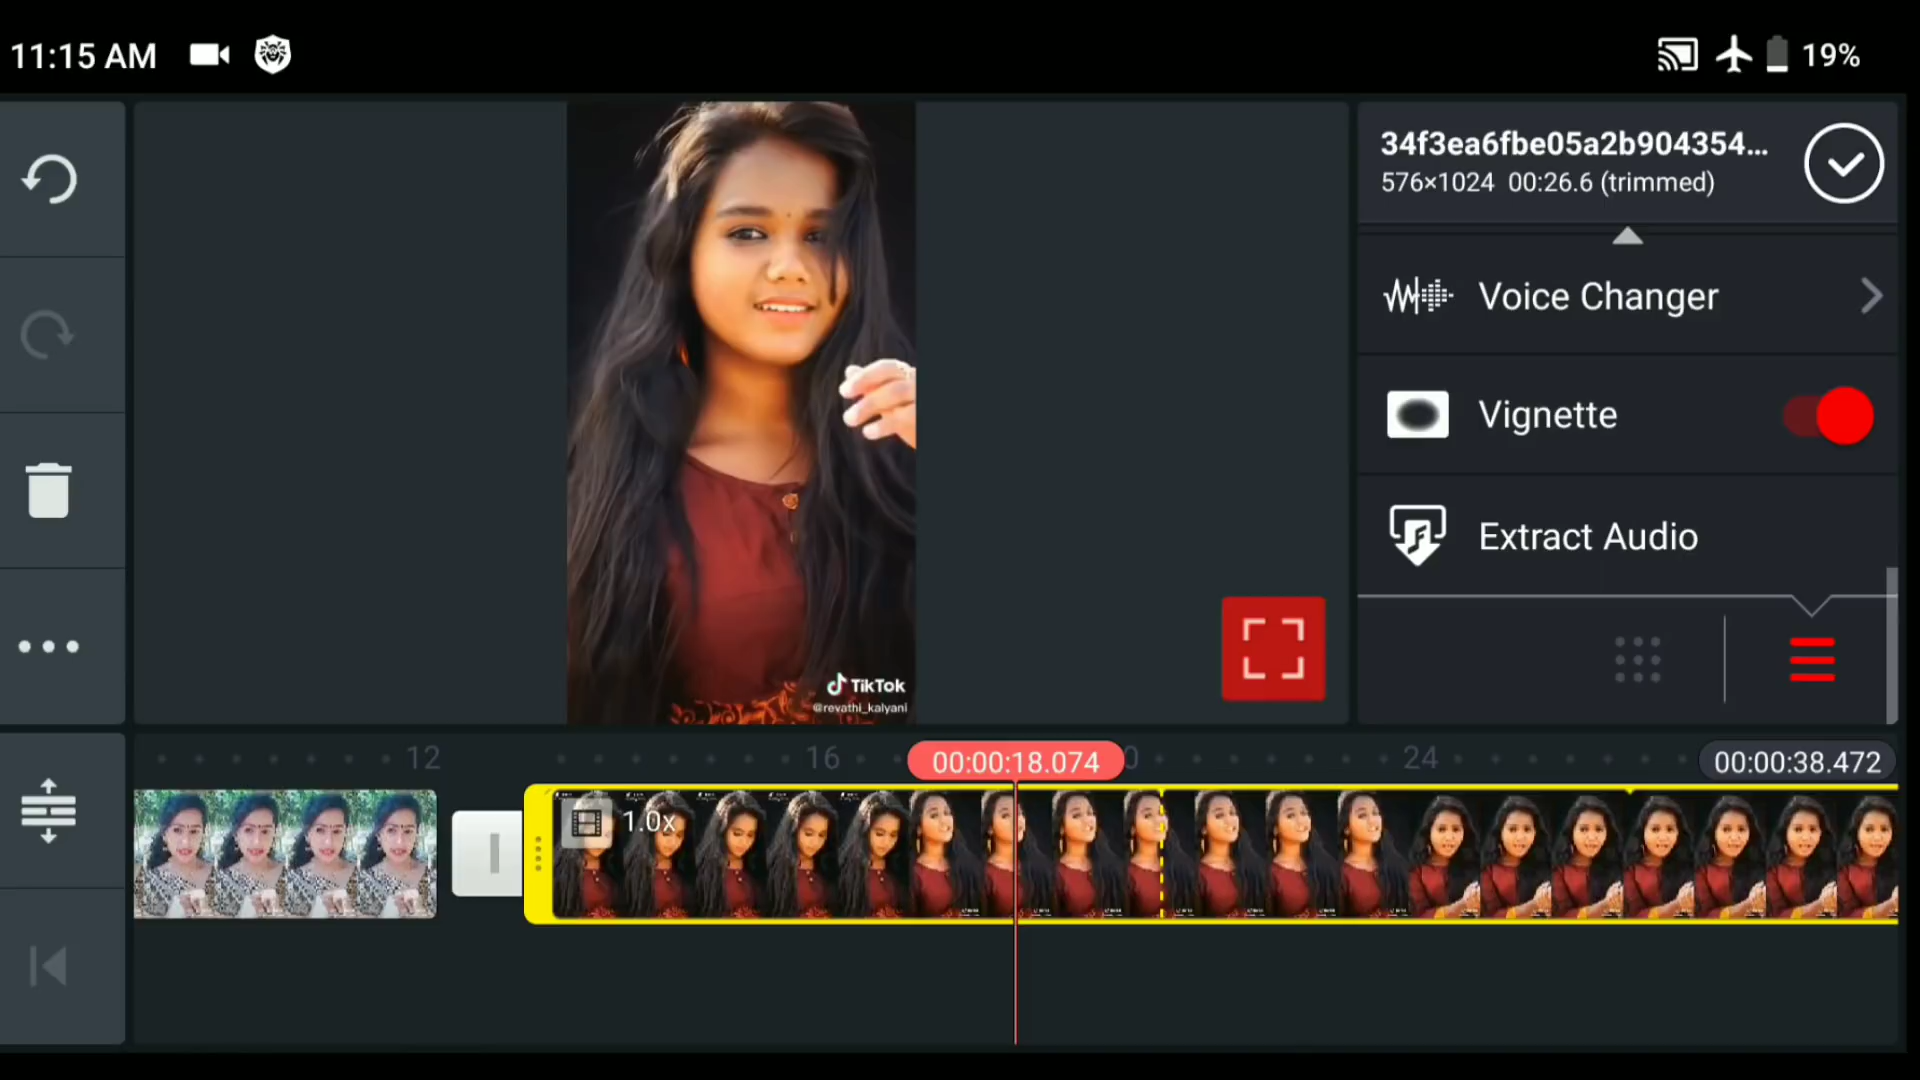 11:15 AM
19%
34f3ea6fbe05a2b904354...
576×1024 00:26.6 (trimmed)
Voice Changer
Vignette
Extract Audio
TikTok
@revathi_kalyani
12
16
00:00:18.074
0
24
00:00:38.472
1.0x